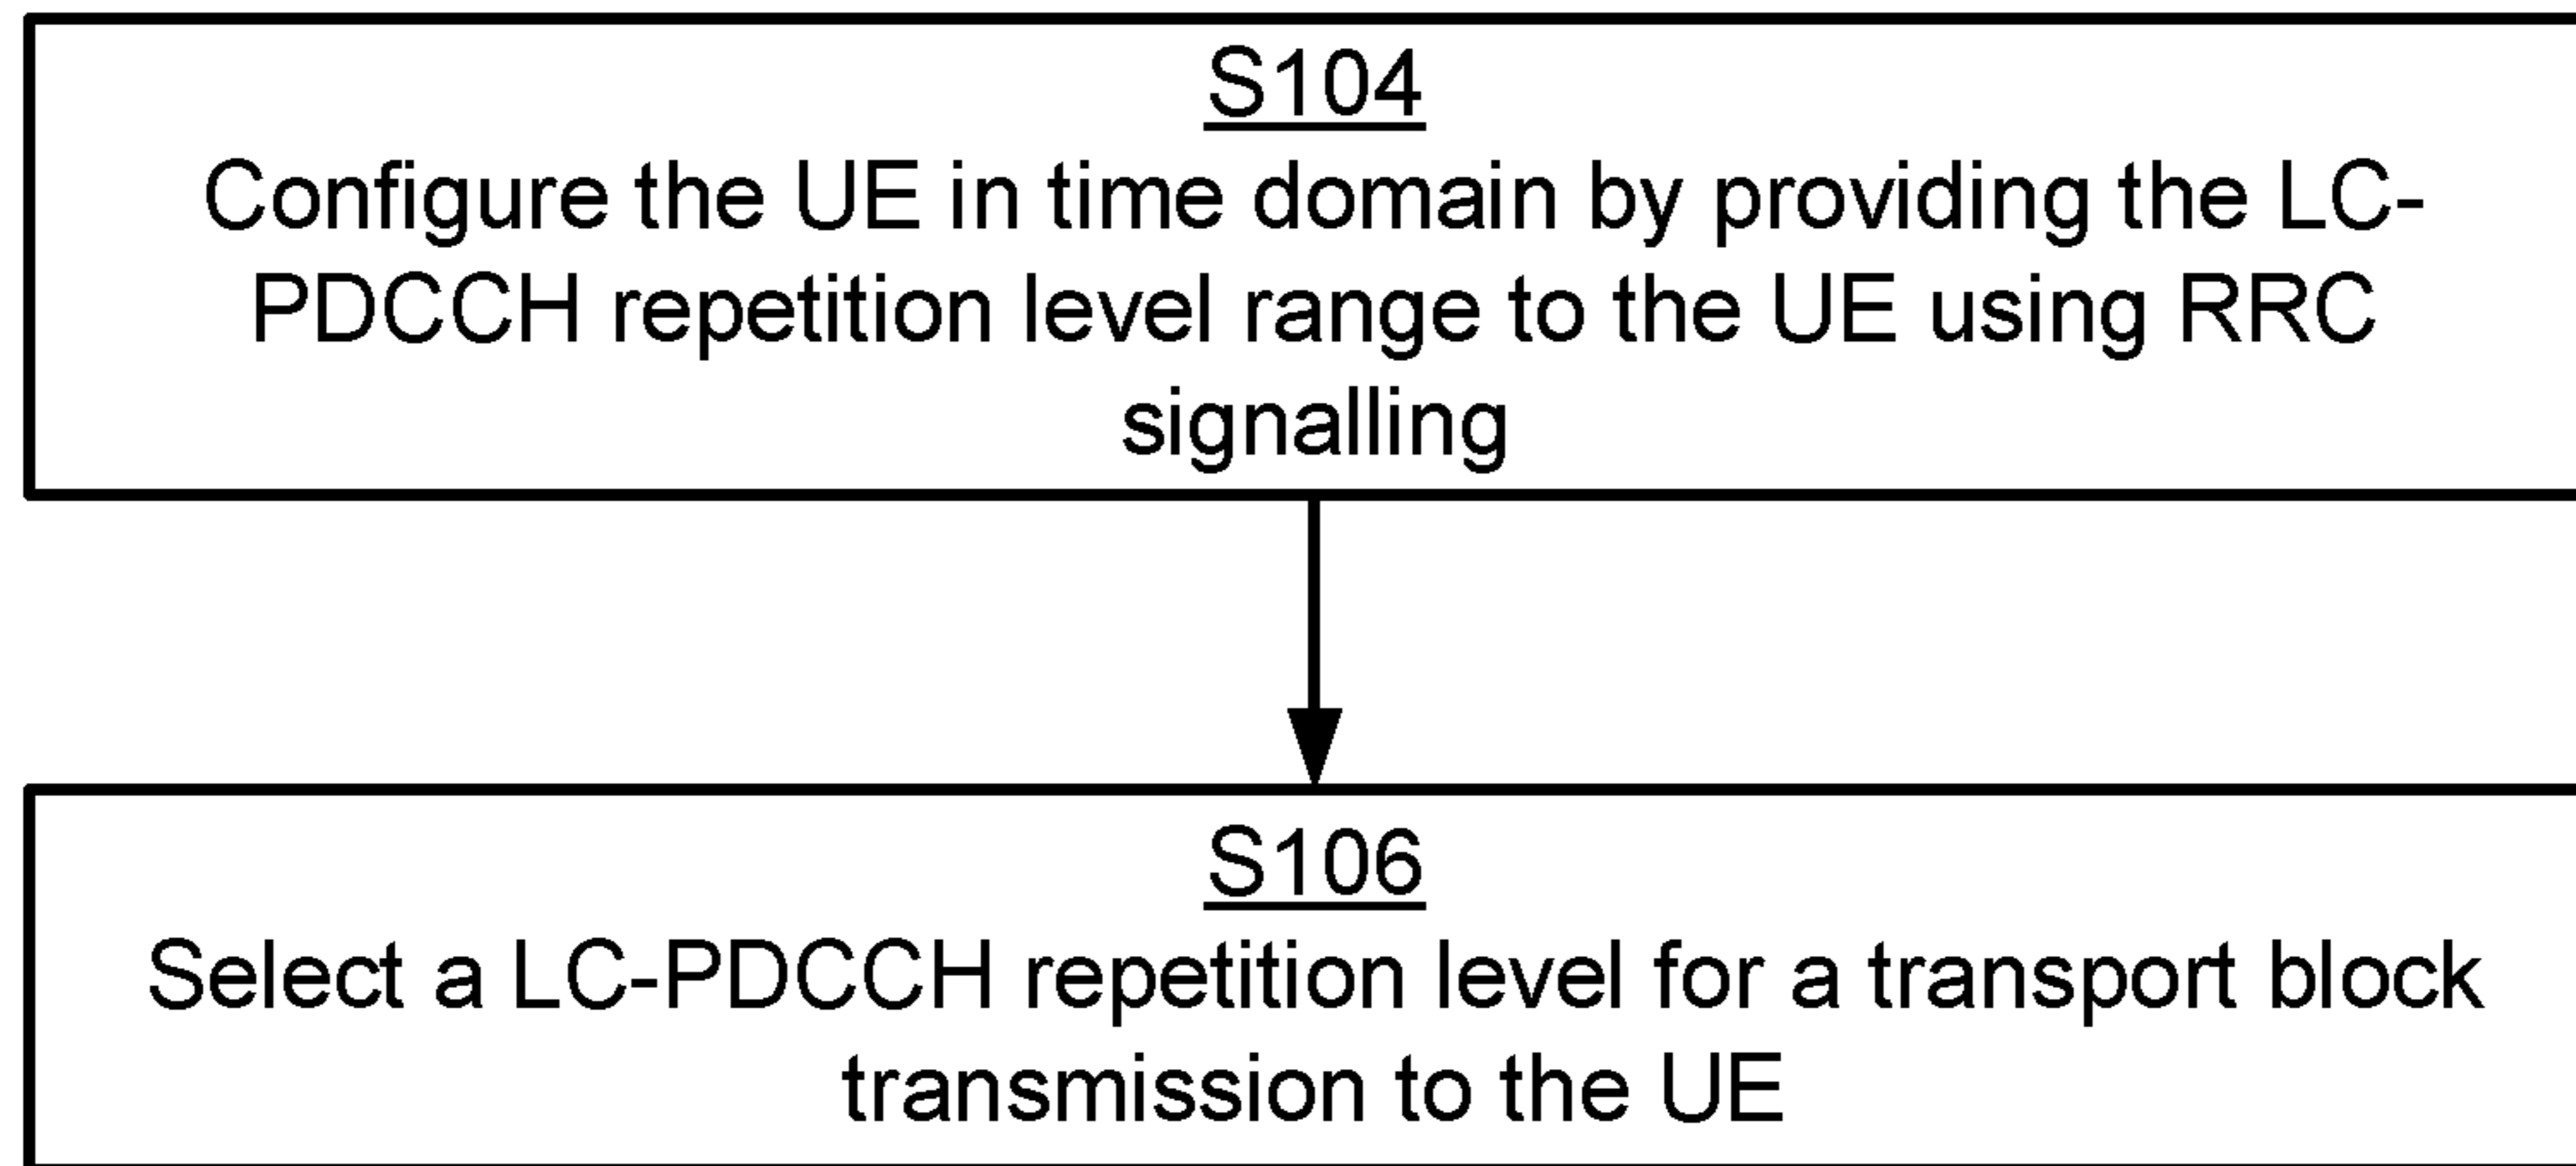 S104
Configure the UE in time domain by providing the LC-
PDCCH repetition level range to the UE using RRC
signalling
S106
Select a LC-PDCCH repetition level for a transport block
transmission to the UE